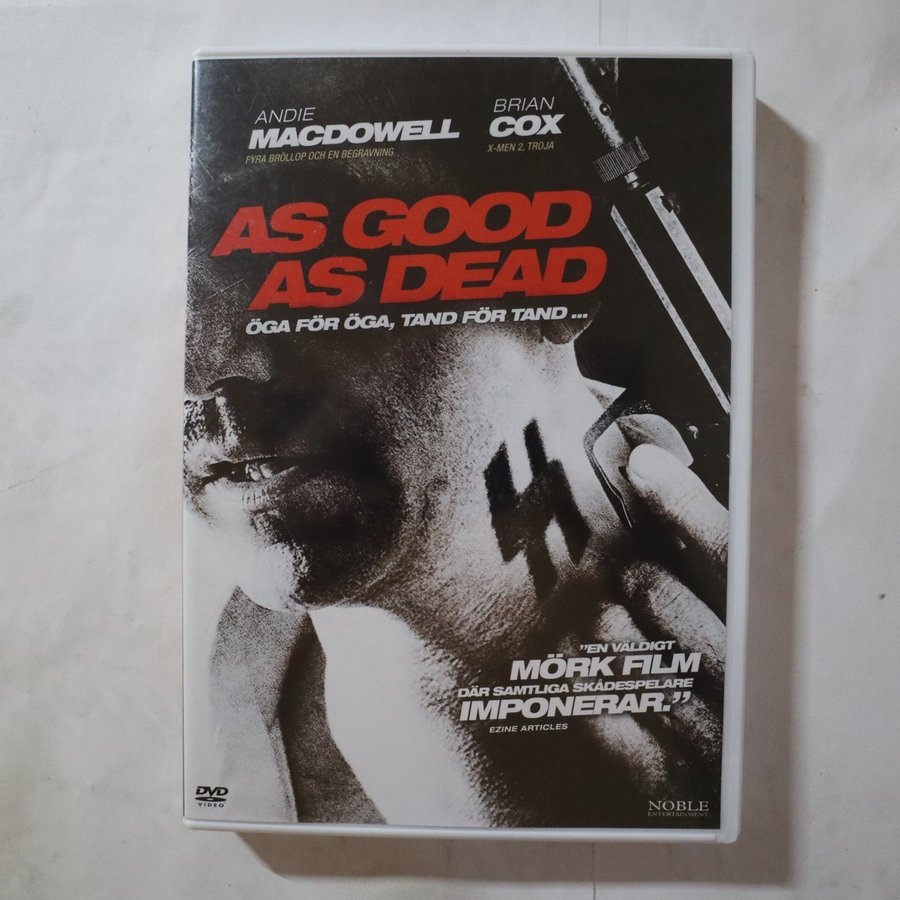 ANDIE
MACDOWELL
FYRA BRÖLLOP OCH EN BEGRAVNING
BRIAN
COX
X-MEN 2, TROJA
AS GOOD
AS DEAD
ÖGA FÖR ÖGA, TAND FÖR TAND ...
"EN VÄLDIGT
MÖRK FILM
DÄR SAMTLIGA SKÅDESPELARE
IMPONERAR."
EZINE ARTICLES
DVD
VIDEO
NOBLE
ENTERTAINMENT